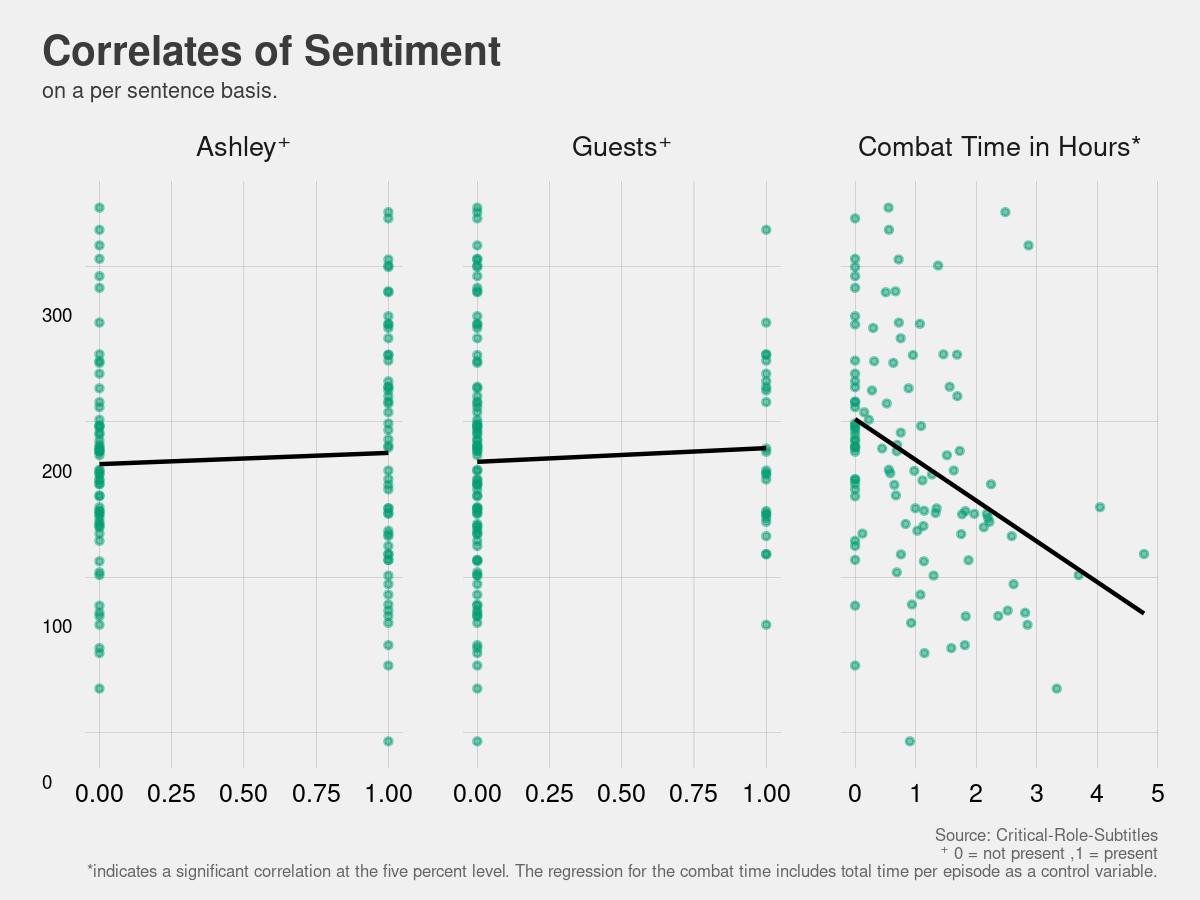 Correlates of Sentiment
on a per sentence basis.
Ashley⁺
Guests⁺
Combat Time in Hours*
300
200
100
0
0.00 0.25 0.50 0.75 1.00
0.00 0.25 0.50 0.75 1.00
0 1 2 3 4 5
Source: Critical-Role-Subtitles
⁺ 0 = not present ,1 = present
*indicates a significant correlation at the five percent level. The regression for the combat time includes total time per episode as a control variable.